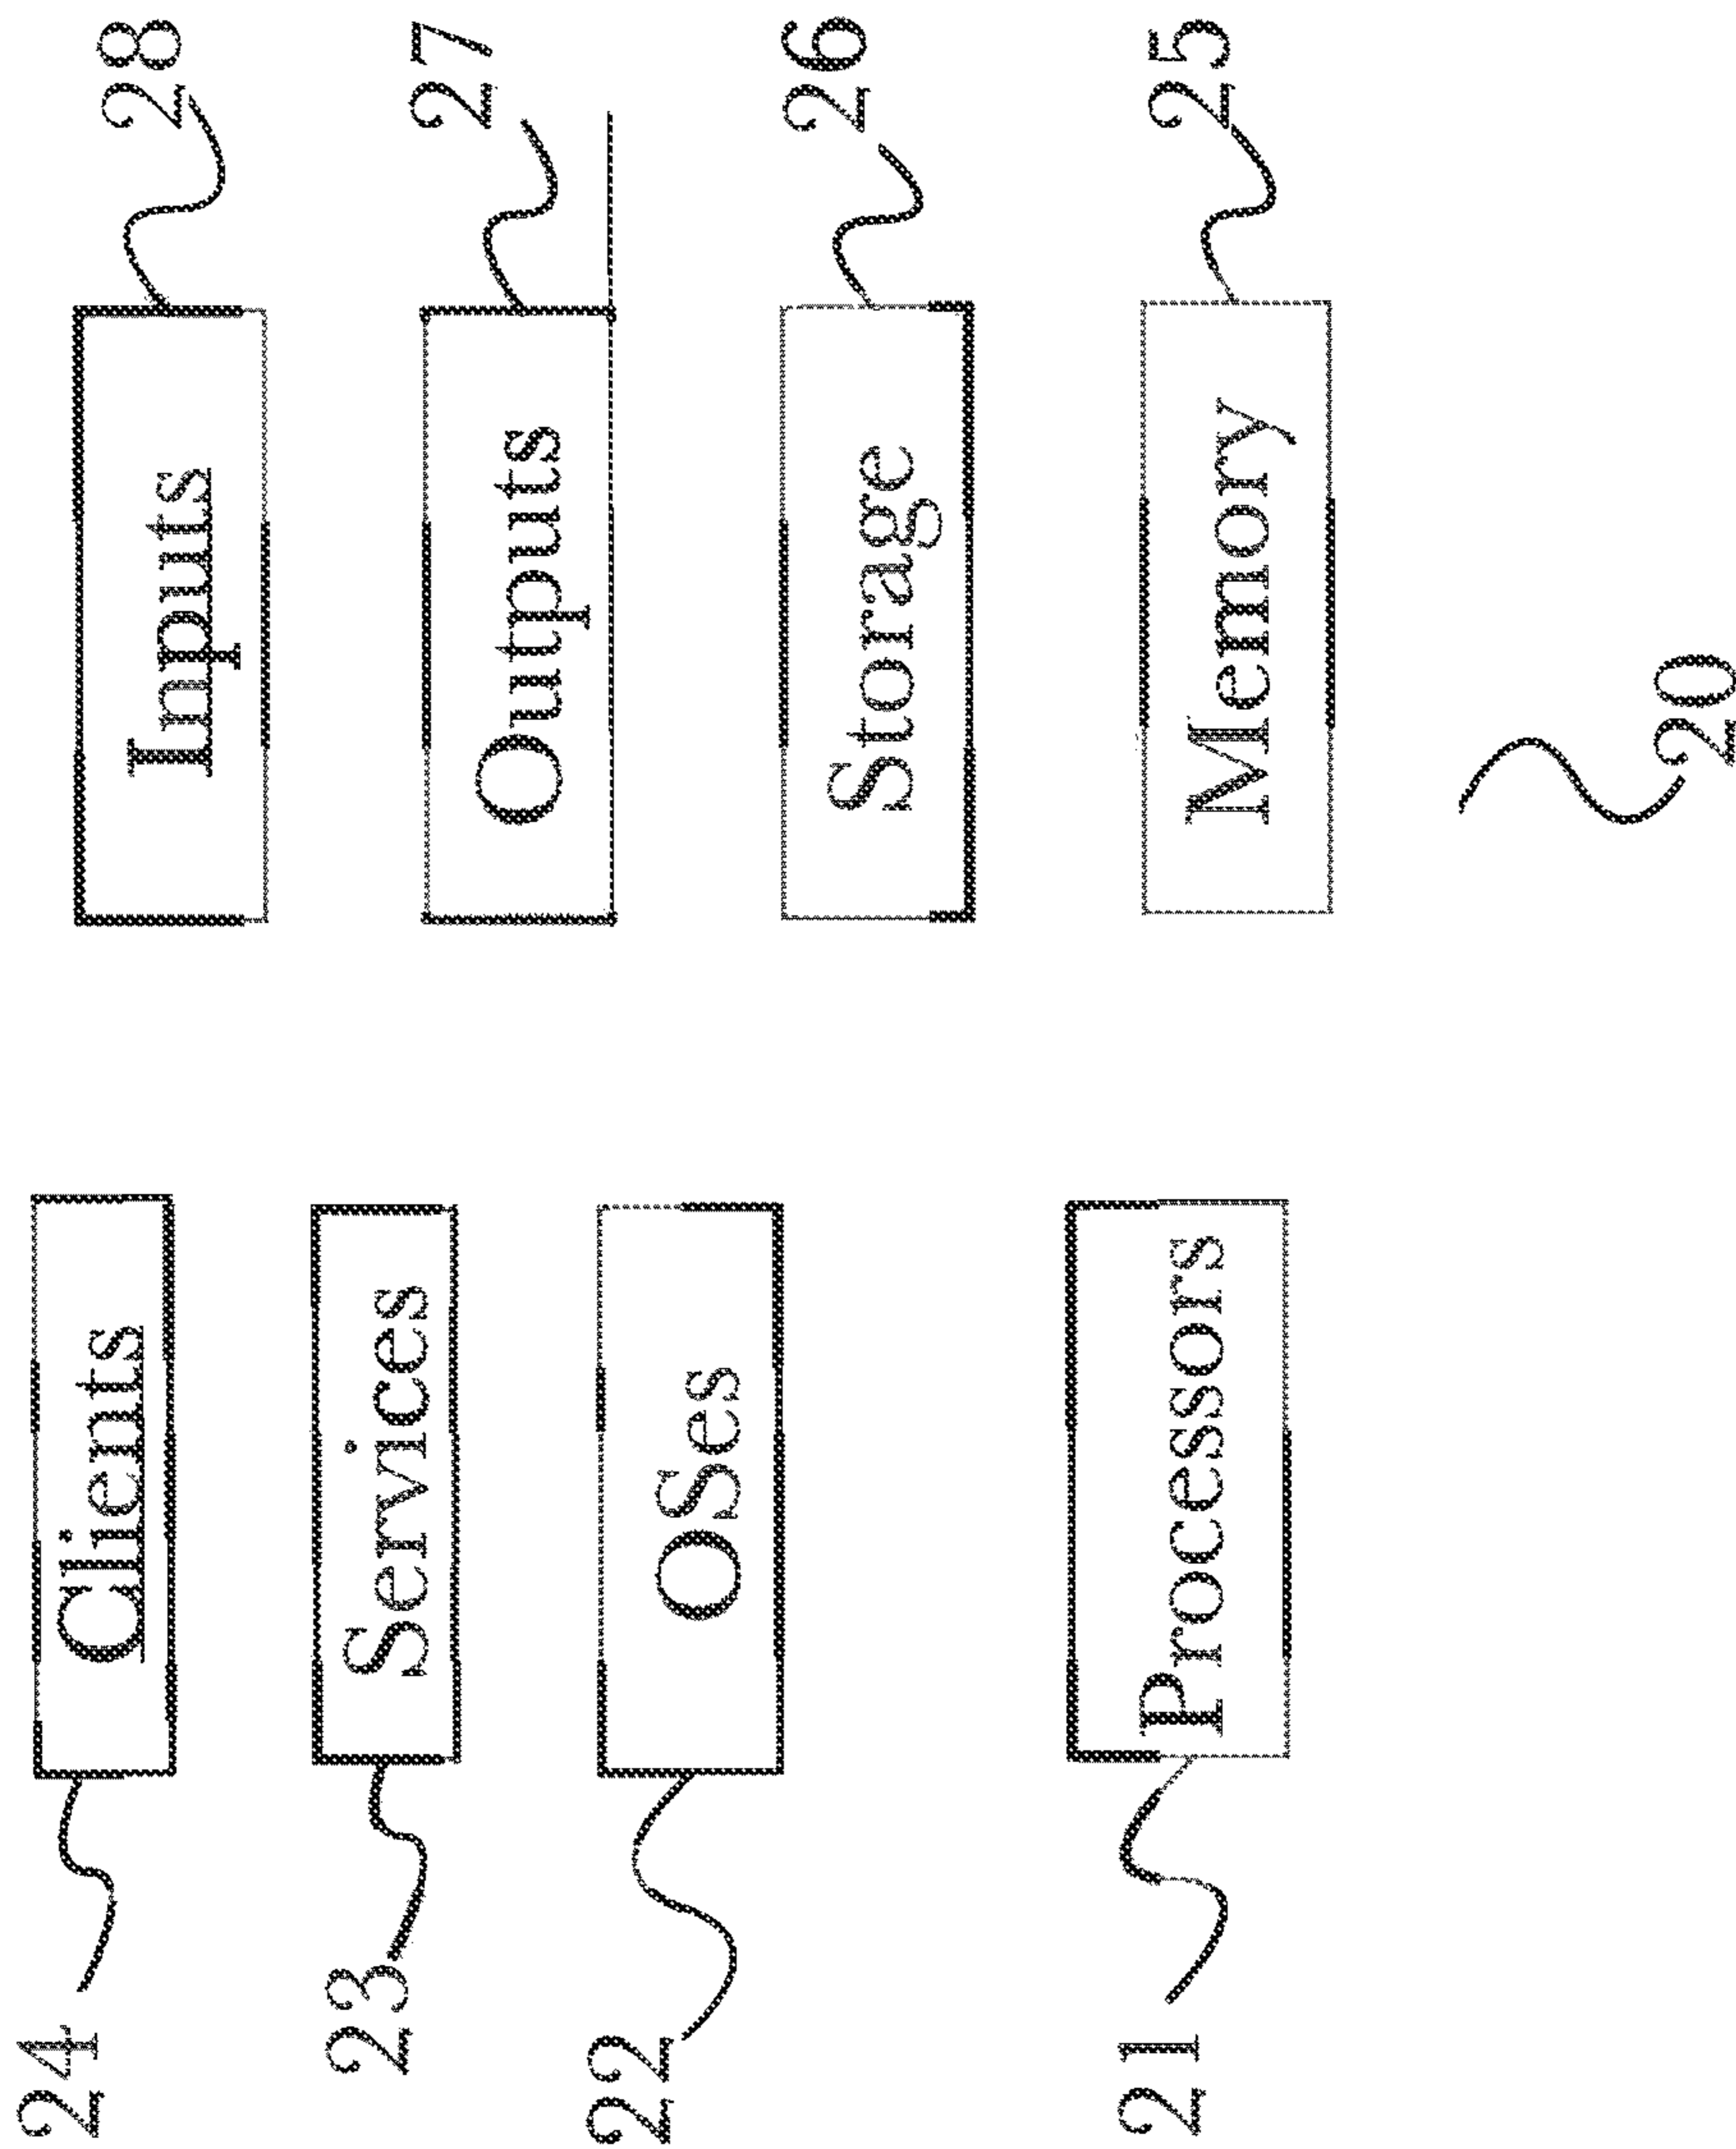 24
Clients
Inputs
28
23
Services
Outputs
27
22
OSes
Storage
26
21
Processors
Memory
25
20